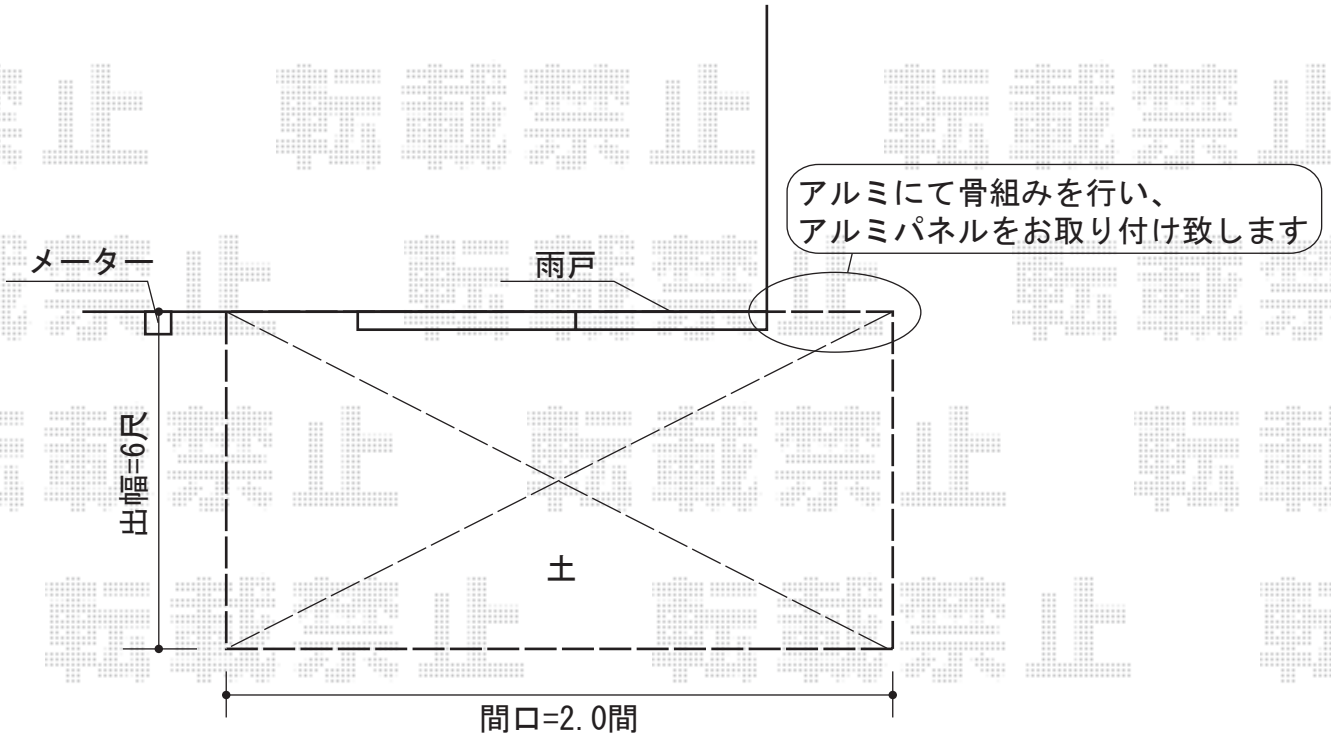 転載禁止
アルミにて骨組みを行い、
アルミパネルをお取り付け致します
メーター
雨戸
出幅=6尺
土
間口=2.0間